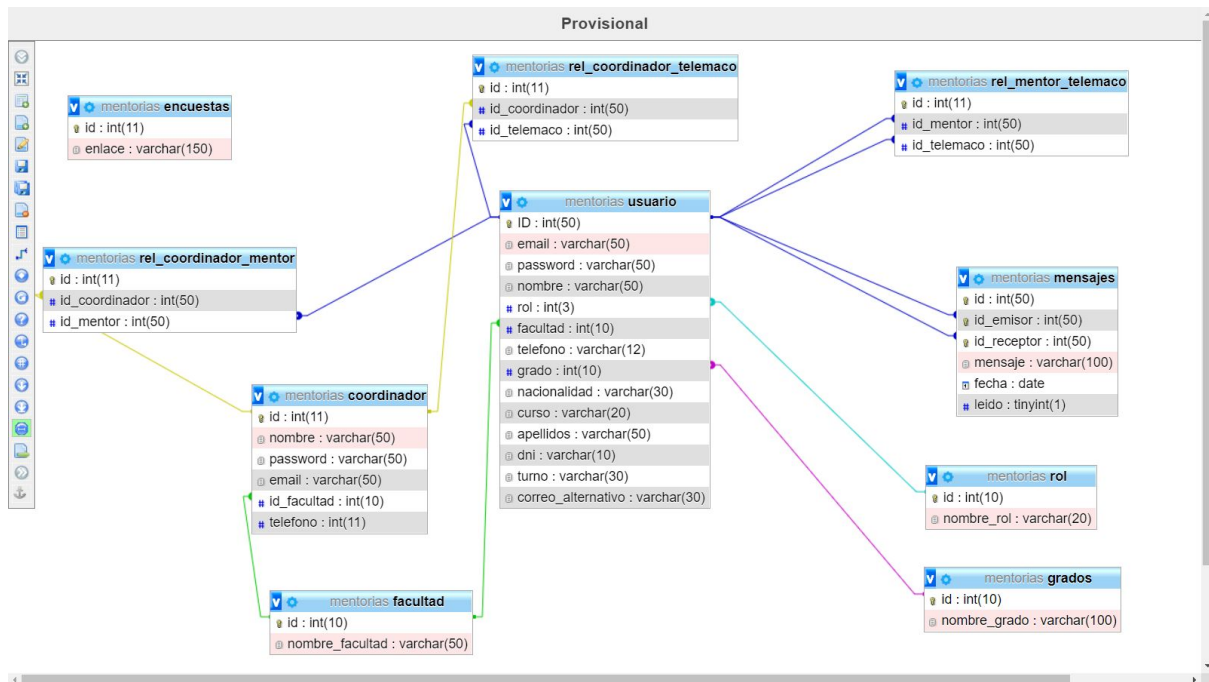 Provisional
mentorias encuestas
id : int(11)
enlace : varchar(150)
mentorias rel_coordinador_telemaco
id : int(11)
id_coordinador : int(50)
id_telemaco : int(50)
mentorias rel_mentor_telemaco
id : int(11)
id_mentor : int(50)
id_telemaco : int(50)
mentorias usuario
ID : int(50)
email : varchar(50)
password : varchar(50)
nombre : varchar(50)
rol : int(3)
facultad : int(10)
telefono : varchar(12)
grado : int(10)
nacionalidad : varchar(30)
curso : varchar(20)
apellidos : varchar(50)
dni : varchar(10)
turno : varchar(30)
correo_alternativo : varchar(30)
mentorias rel_coordinador_mentor
id : int(11)
id_coordinador : int(50)
id_mentor : int(50)
mentorias mensajes
id : int(50)
id_emisor : int(50)
id_receptor : int(50)
mensaje : varchar(100)
fecha : date
leido : tinyint(1)
mentorias coordinador
id : int(11)
nombre : varchar(50)
password : varchar(50)
email : varchar(50)
id_facultad : int(10)
telefono : int(11)
mentorias rol
id : int(10)
nombre_rol : varchar(20)
mentorias grados
id : int(10)
nombre_grado : varchar(100)
mentorias facultad
id : int(10)
nombre_facultad : varchar(50)